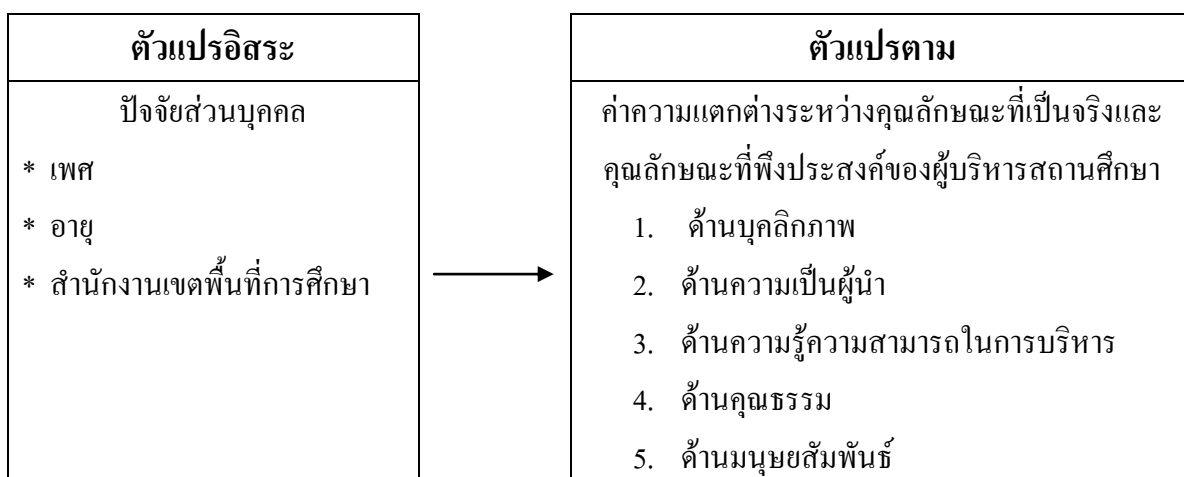 ตัวแปรอิสระ
ปัจจัยส่วนบุคคล
* เพศ
* อายุ
* สำนักงานเขตพื้นที่การศึกษา
ตัวแปรตาม
ค่าความแตกต่างระหว่างคุณลักษณะที่เป็นจริงและ
คุณลักษณะที่พึงประสงค์ของผู้บริหารสถานศึกษา
1. ด้านบุคลิกภาพ
2. ด้านความเป็นผู้นำ
3. ด้านความรู้ความสามารถในการบริหาร
4. ด้านคุณธรรม
5. ด้านมนุษยสัมพันธ์